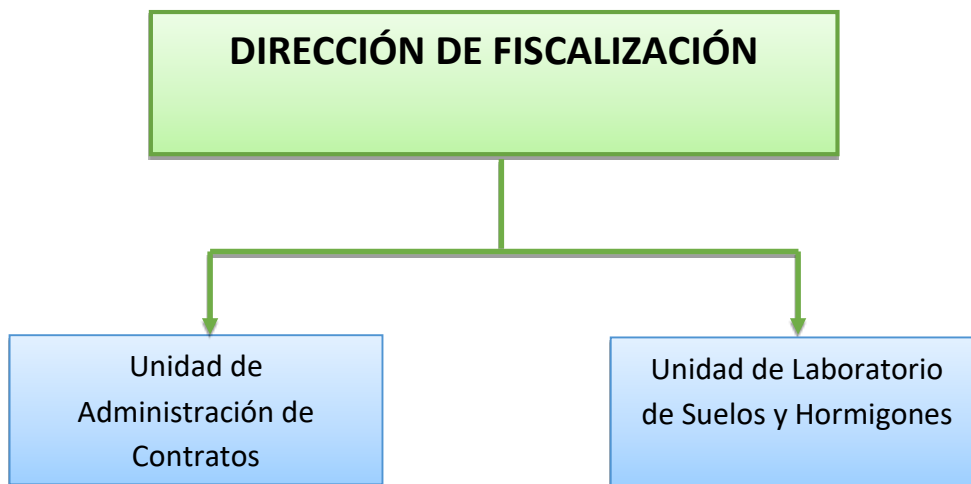 DIRECCIÓN DE FISCALIZACIÓN
Unidad de
Administración de
Contratos
Unidad de Laboratorio
de Suelos y Hormigones